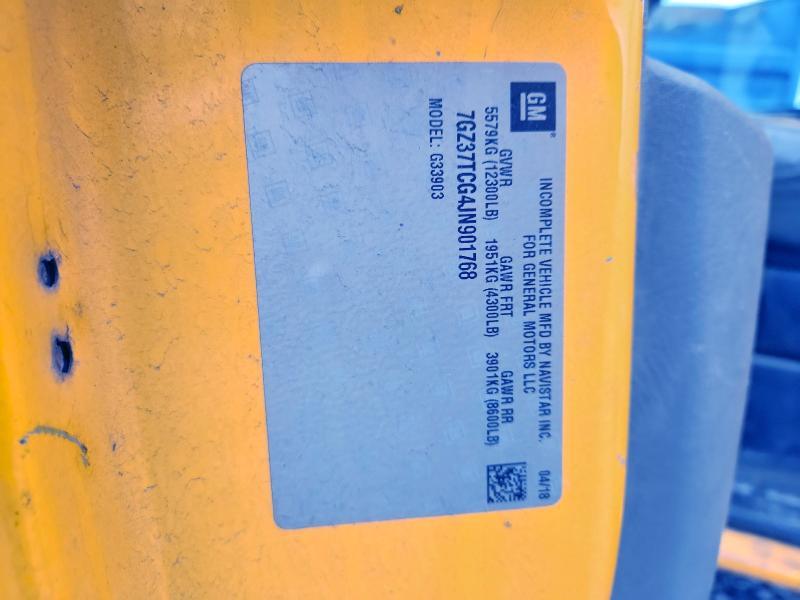 GM
INCOMPLETE VEHICLE MFD BY NAVISTAR INC. 04/18
FOR GENERAL MOTORS LLC
GVWR GAWR FRT GAWR RR
5579KG (12300LB) 1951KG (4300LB) 3901KG (8600LB)
7GZ37TCG4JN901768
MODEL: G33903